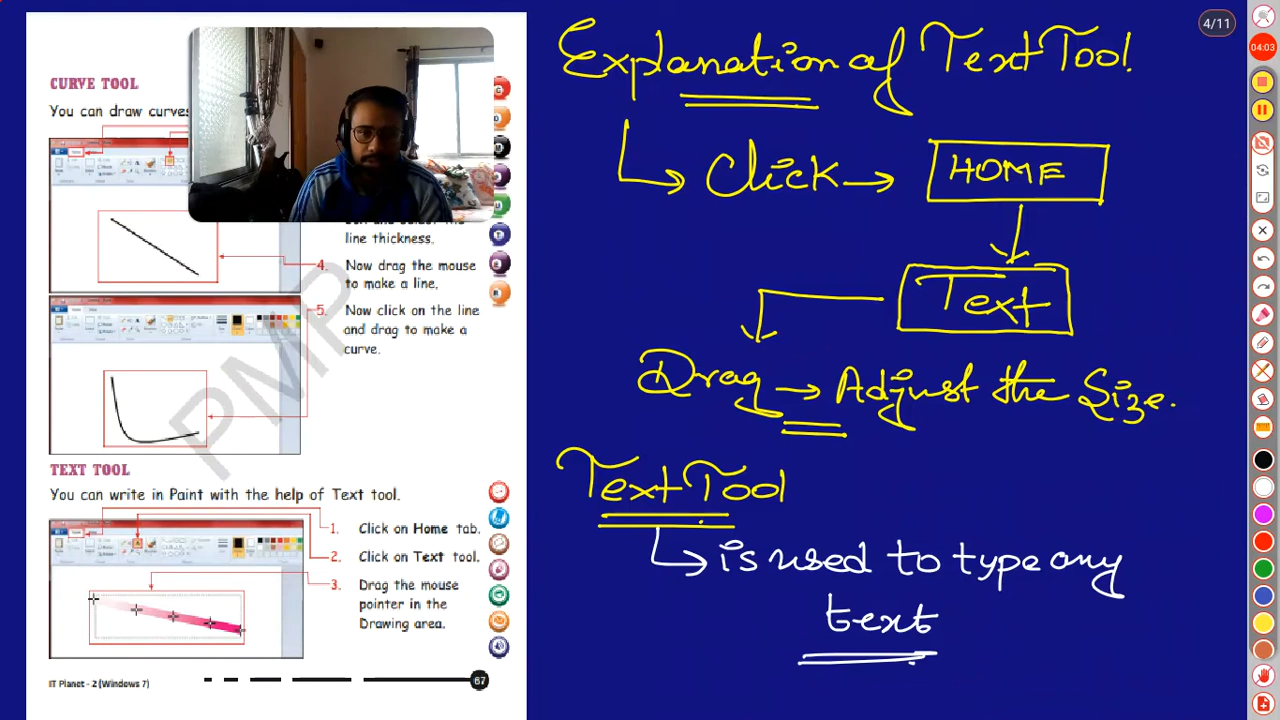 CURVE TOOL
You can draw curves
line thickness.
4. Now drag the mouse
to make a line.
5. Now click on the line
and drag to make a
curve.
PMP
TEXT TOOL
You can write in Paint with the help of Text tool.
1. Click on Home tab.
2. Click on Text tool.
3. Drag the mouse
pointer in the
Drawing area.
IT Planet - 2 (Windows 7)
67
4/11
04:03
Explanation of Text Tool
Click → HOME
Text
Drag → Adjust the Size.
Text Tool
is used to type any
text